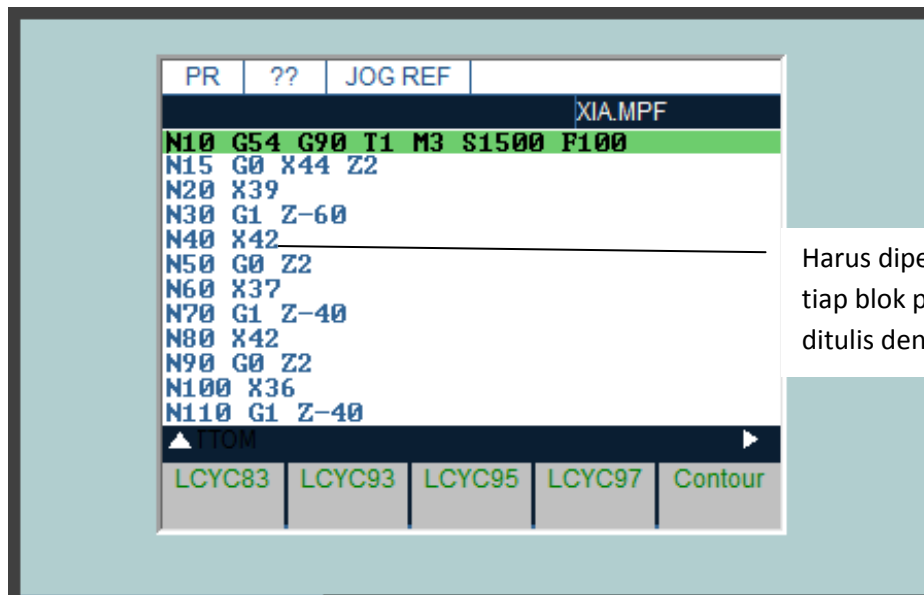 PR ?? JOG REF
XIA.MPF
N10 G54 G90 T1 M3 S1500 F100
N15 G0 X44 Z2
N20 X39
N30 G1 Z-60
N40 X42
N50 G0 Z2
N60 X37
N70 G1 Z-40
N80 X42
N90 G0 Z2
N100 X36
N110 G1 Z-40
TTOM
LCYC83 LCYC93 LCYC95 LCYC97 Contour
Harus dipe
tiap blok p
ditulis den